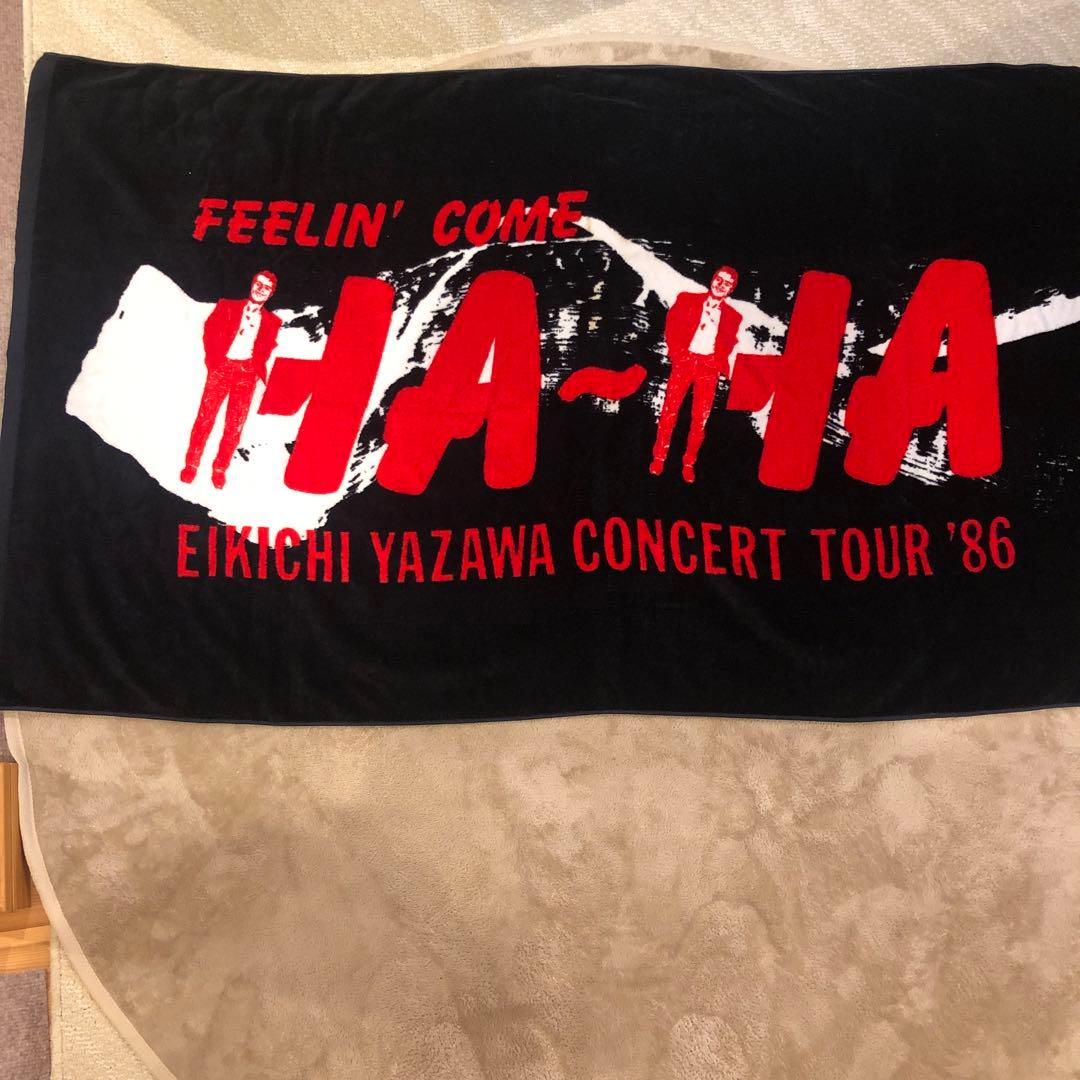 FEELIN' COME
HA~HA
EIKICHI YAZAWA CONCERT TOUR '86